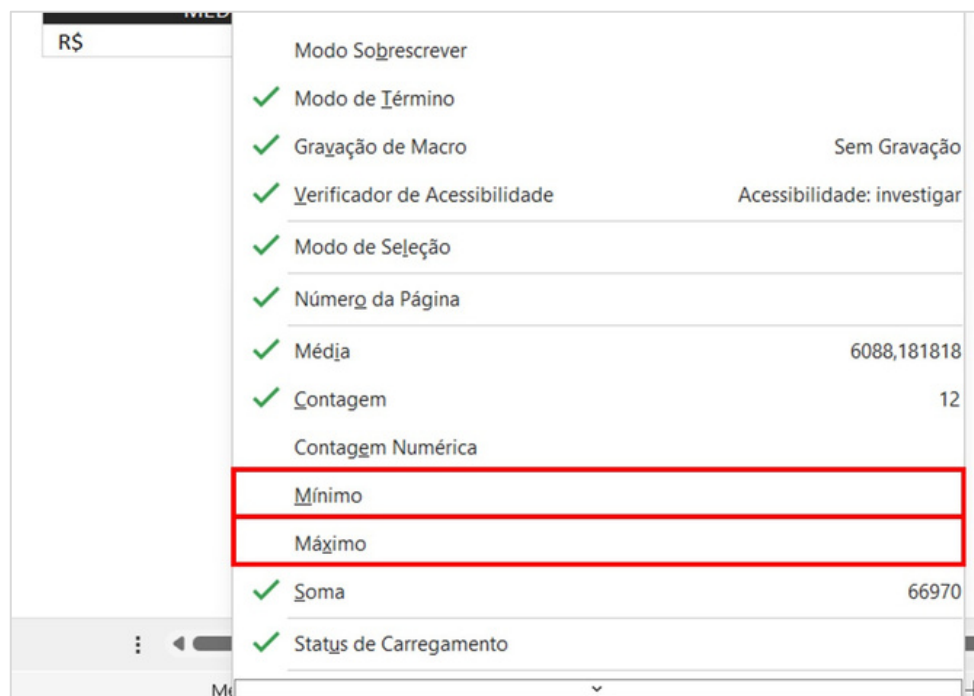 R$
Modo Sobrescrever
Modo de Término
Gravação de Macro Sem Gravação
Verificador de Acessibilidade Acessibilidade: investigar
Modo de Seleção
Número da Página
Média 6088,181818
Contagem 12
Contagem Numérica
Mínimo
Máximo
Soma 66970
Status de Carregamento